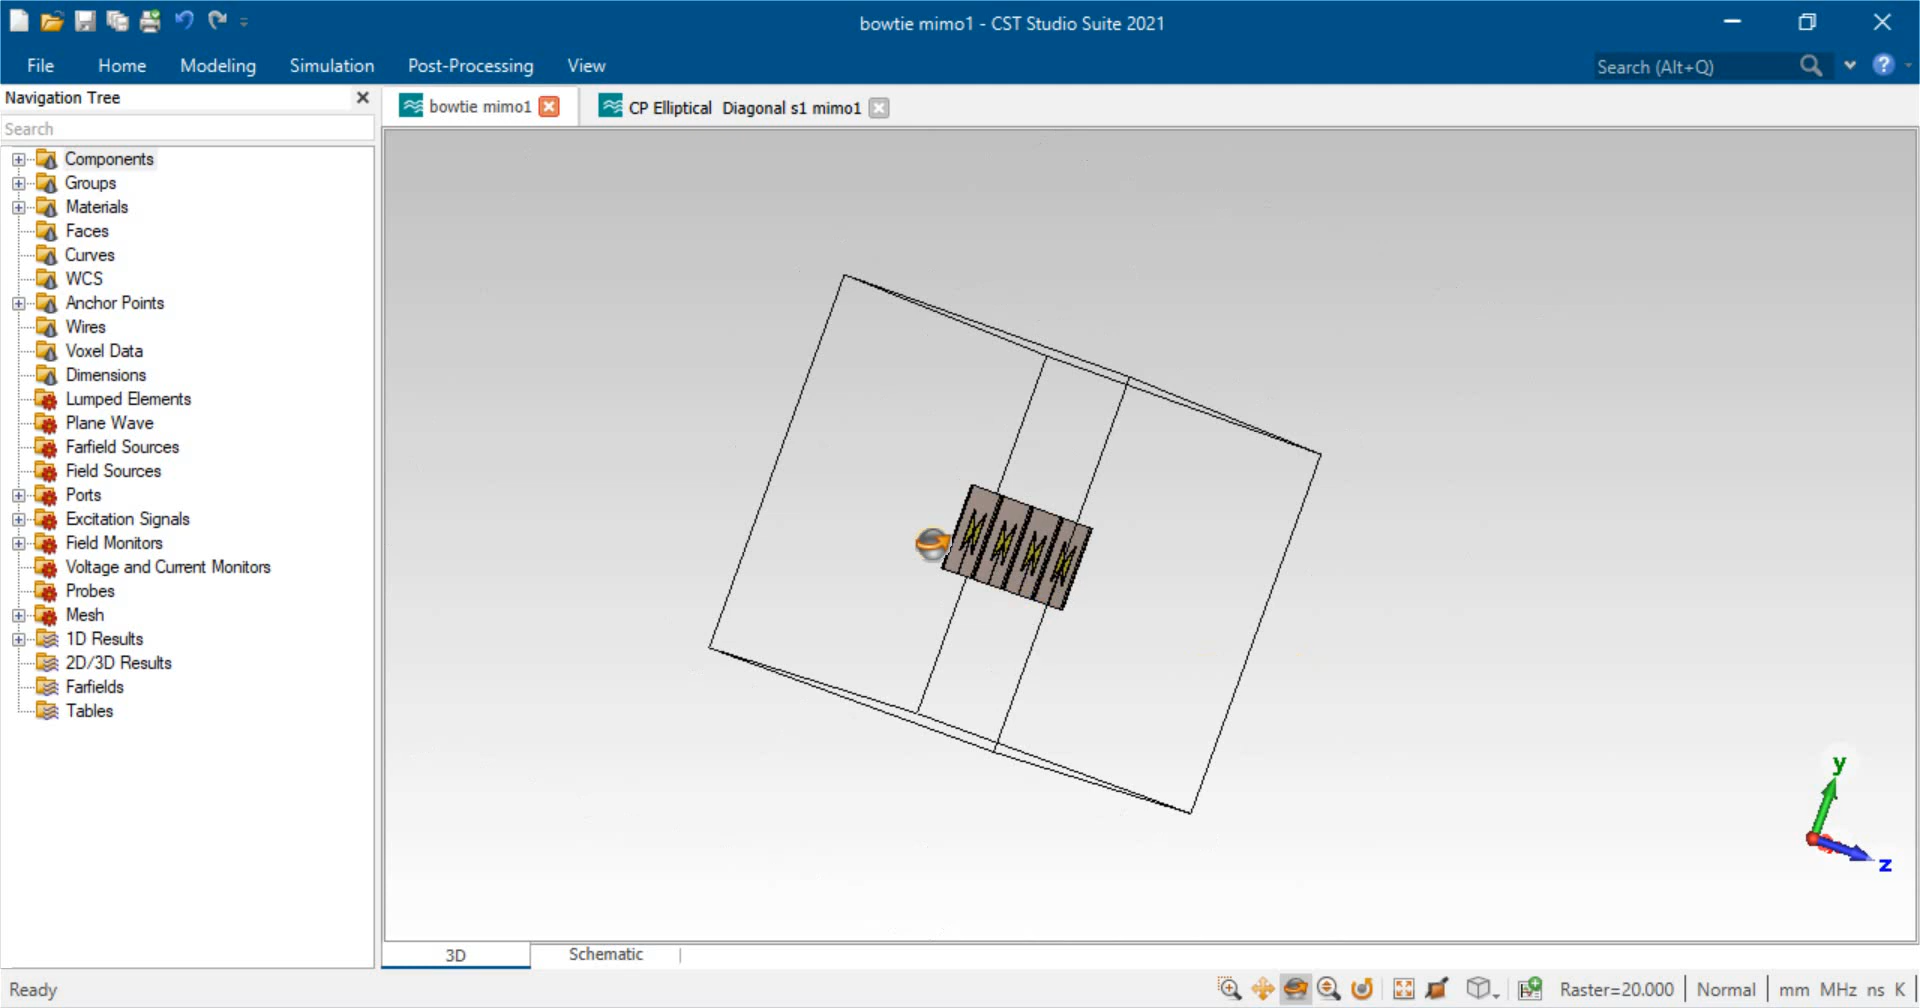 bowtie mimo1 - CST Studio Suite 2021
File Home Modeling Simulation Post-Processing View
Search (Alt+Q)
?
Navigation Tree
bowtie mimo1
CP Elliptical Diagonal s1 mimo1
Search
Components
Groups
Materials
Faces
Curves
WCS
Anchor Points
Wires
Voxel Data
Dimensions
Lumped Elements
Plane Wave
Farfield Sources
Field Sources
Ports
Excitation Signals
Field Monitors
Voltage and Current Monitors
Probes
Mesh
1D Results
2D/3D Results
Farfields
Tables
y
z
3D
Schematic
Ready
Raster=20.000 Normal mm MHz ns K